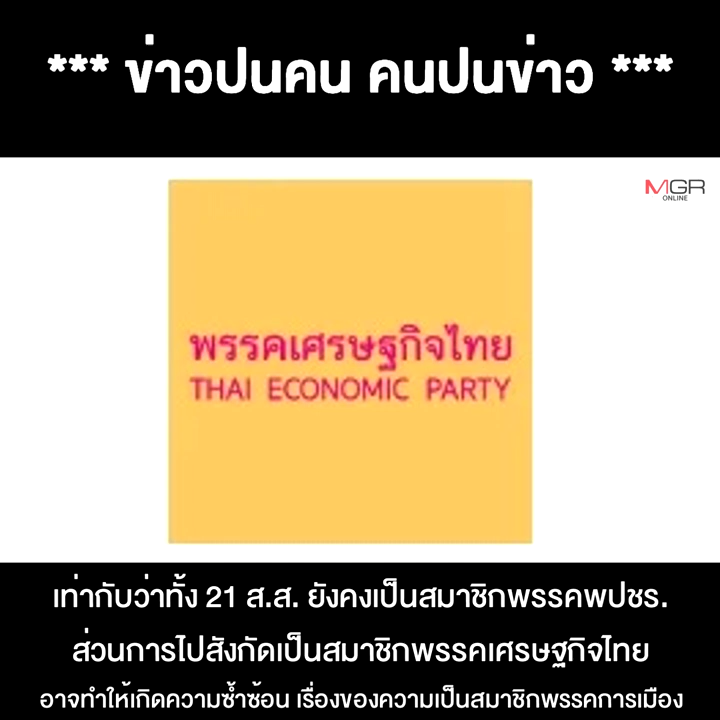 *** ข่าวปนคน คนปนข่าว ***
MGR
ONLINE
พรรคเศรษฐกิจไทย
THAI ECONOMIC PARTY
เท่ากับว่าทั้ง 21 ส.ส. ยังคงเป็นสมาชิกพรรคพปชร.
ส่วนการไปสังกัดเป็นสมาชิกพรรคเศรษฐกิจไทย
อาจทำให้เกิดความซ้ำซ้อน เรื่องของความเป็นสมาชิกพรรคการเมือง